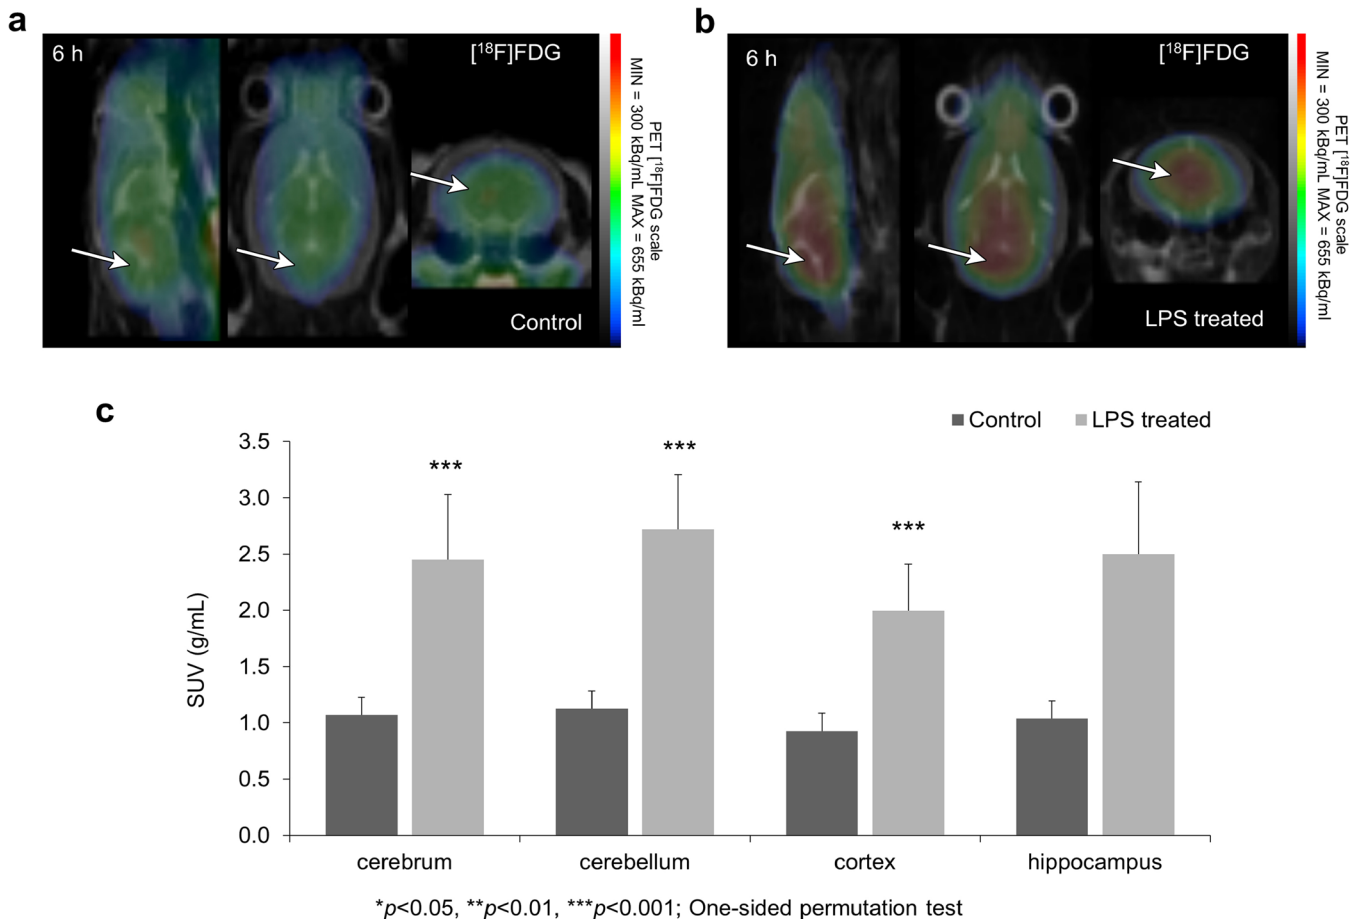 a
6 h
[¹⁸F]FDG
Control
PET [¹⁸F]FDG scale
MIN = 300 kBq/mL MAX = 655 kBq/ml
b
6 h
[¹⁸F]FDG
LPS treated
PET [¹⁸F]FDG scale
MIN = 300 kBq/mL MAX = 655 kBq/ml
c
Control LPS treated
SUV (g/mL)
3.5
3.0
2.5
2.0
1.5
1.0
0.5
0.0
***
***
***
cerebrum cerebellum cortex hippocampus
*p<0.05, **p<0.01, ***p<0.001; One-sided permutation test